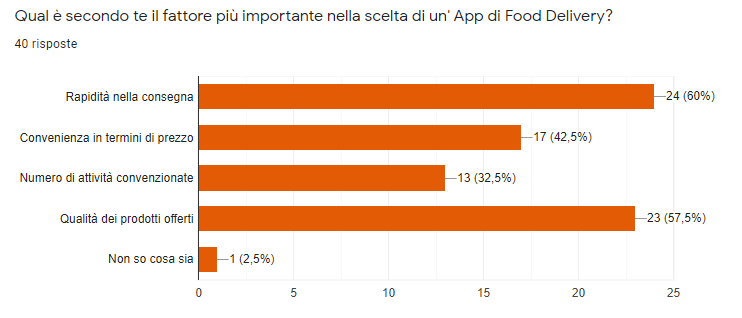 Qual è secondo te il fattore più importante nella scelta di un' App di Food Delivery?
40 risposte
Rapidità nella consegna 24 (60%)
Convenienza in termini di prezzo 17 (42,5%)
Numero di attività convenzionate 13 (32,5%)
Qualità dei prodotti offerti 23 (57,5%)
Non so cosa sia 1 (2,5%)
0 5 10 15 20 25